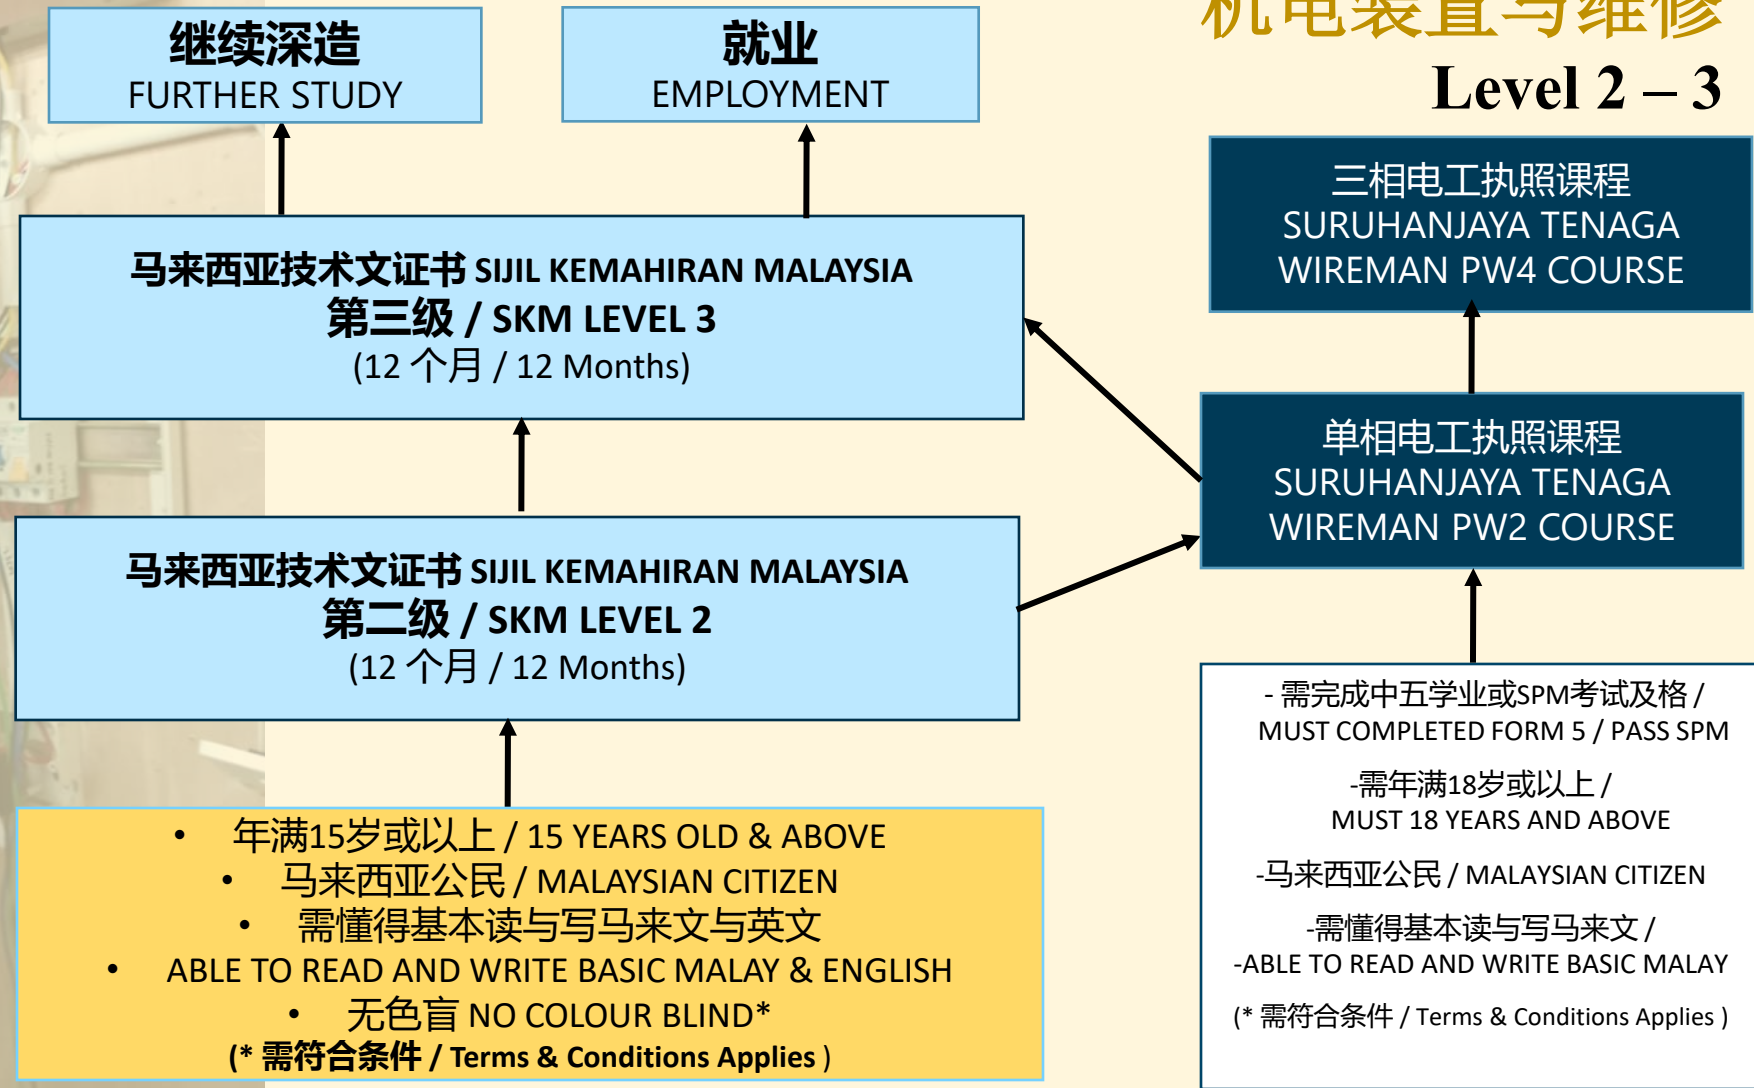 机电装置与维修
Level 2 – 3
继续深造
FURTHER STUDY
就业
EMPLOYMENT
三相电工执照课程
SURUHANJAYA TENAGA
WIREMAN PW4 COURSE
马来西亚技术文证书 SIJIL KEMAHIRAN MALAYSIA
第三级 / SKM LEVEL 3
(12 个月 / 12 Months)
单相电工执照课程
SURUHANJAYA TENAGA
WIREMAN PW2 COURSE
马来西亚技术文证书 SIJIL KEMAHIRAN MALAYSIA
第二级 / SKM LEVEL 2
(12 个月 / 12 Months)
• 年满15岁或以上 / 15 YEARS OLD & ABOVE
• 马来西亚公民 / MALAYSIAN CITIZEN
• 需懂得基本读与写马来文与英文
• ABLE TO READ AND WRITE BASIC MALAY & ENGLISH
• 无色盲 NO COLOUR BLIND*
(* 需符合条件 / Terms & Conditions Applies )
- 需完成中五学业或SPM考试及格 /
MUST COMPLETED FORM 5 / PASS SPM
-需年满18岁或以上 /
MUST 18 YEARS AND ABOVE
-马来西亚公民 / MALAYSIAN CITIZEN
-需懂得基本读与写马来文 /
-ABLE TO READ AND WRITE BASIC MALAY
(* 需符合条件 / Terms & Conditions Applies )